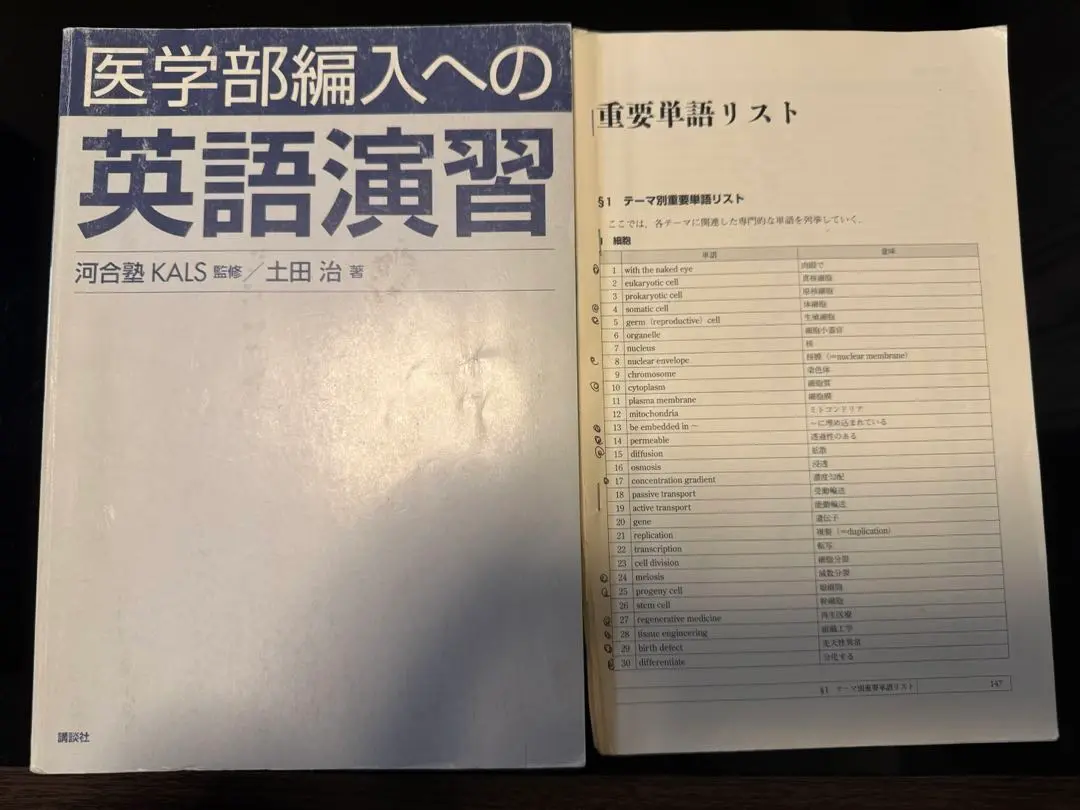 医学部編入への
英語演習
河合塾 KALS 監修／土田 治 著
講談社
重要単語リスト
§1 テーマ別重要単語リスト
ここでは，各テーマに関連した専門的な単語を列挙していく．
細胞
単語 意味
1 with the naked eye 肉眼で
2 eukaryotic cell 真核細胞
3 prokaryotic cell 原核細胞
4 somatic cell 体細胞
5 germ (reproductive) cell 生殖細胞
6 organelle 細胞小器官
7 nucleus 核
8 nuclear envelope 核膜（＝nuclear membrane）
9 chromosome 染色体
10 cytoplasm 細胞質
11 plasma membrane 細胞膜
12 mitochondria ミトコンドリア
13 be embedded in ～ ～に埋め込まれている
14 permeable 透過性のある
15 diffusion 拡散
16 osmosis 浸透
17 concentration gradient 濃度勾配
18 passive transport 受動輸送
19 active transport 能動輸送
20 gene 遺伝子
21 replication 複製（＝duplication）
22 transcription 転写
23 cell division 細胞分裂
24 meiosis 減数分裂
25 progeny cell 娘細胞
26 stem cell 幹細胞
27 regenerative medicine 再生医療
28 tissue engineering 組織工学
29 birth defect 先天性異常
30 differentiate 分化する
§1 テーマ別重要単語リスト 147